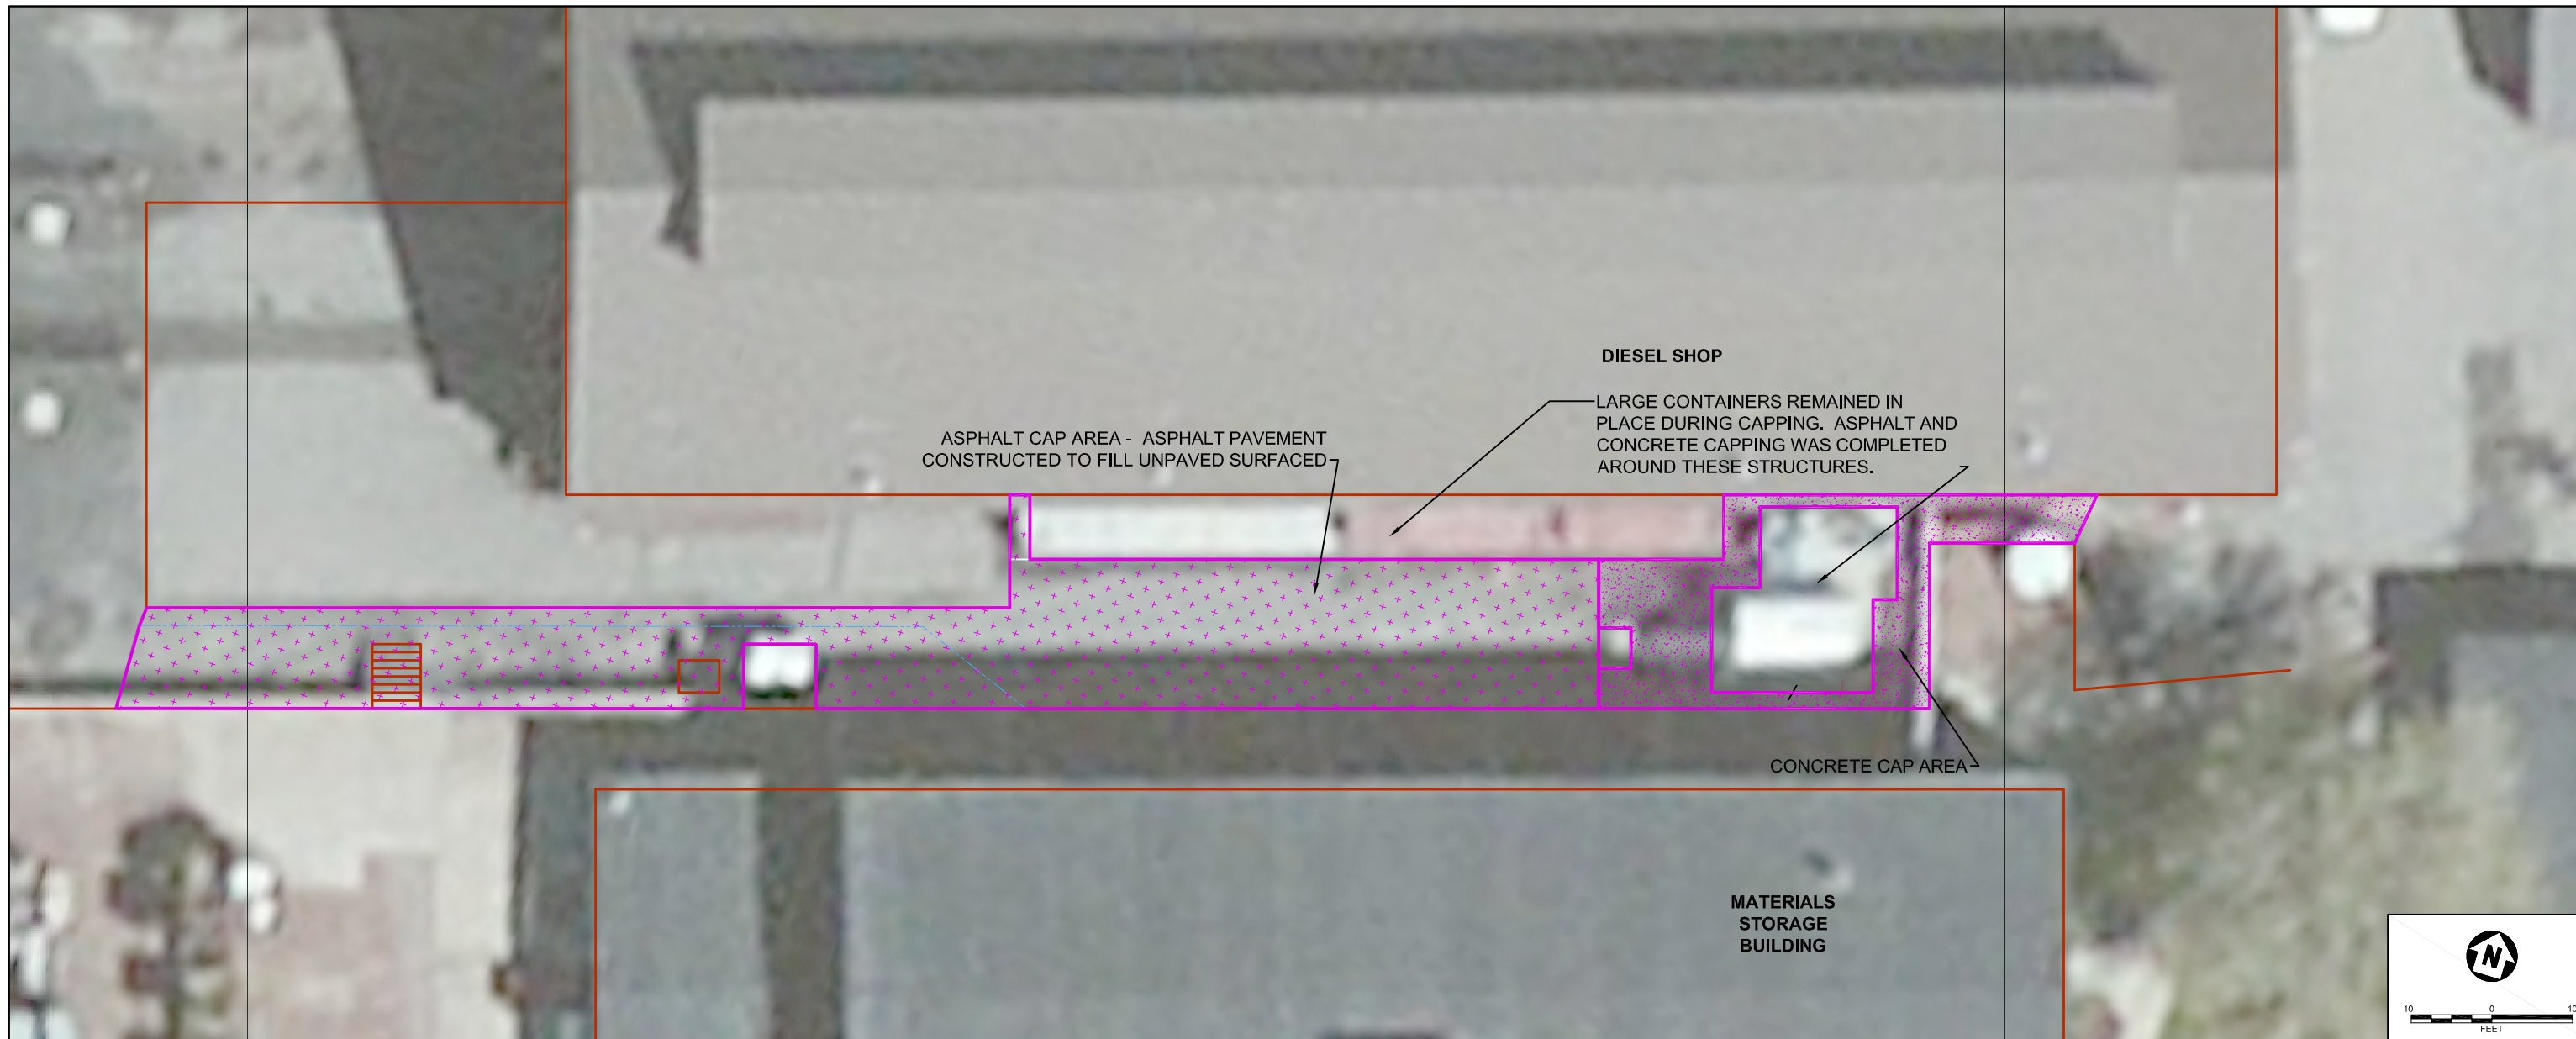 DIESEL SHOP
LARGE CONTAINERS REMAINED IN
PLACE DURING CAPPING. ASPHALT AND
CONCRETE CAPPING WAS COMPLETED
AROUND THESE STRUCTURES.
ASPHALT CAP AREA - ASPHALT PAVEMENT
CONSTRUCTED TO FILL UNPAVED SURFACED
CONCRETE CAP AREA
MATERIALS
STORAGE
BUILDING
N
10 0 10
FEET